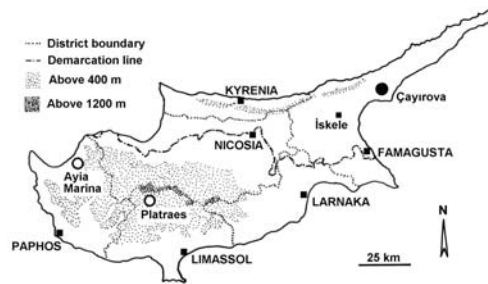 District boundary
Demarcation line
Above 400 m
Above 1200 m
KYRENIA
Çayırova
İskele
NICOSIA
FAMAGUSTA
Ayia
Marina
Platraes
LARNAKA
PAPHOS
LIMASSOL
N
25 km